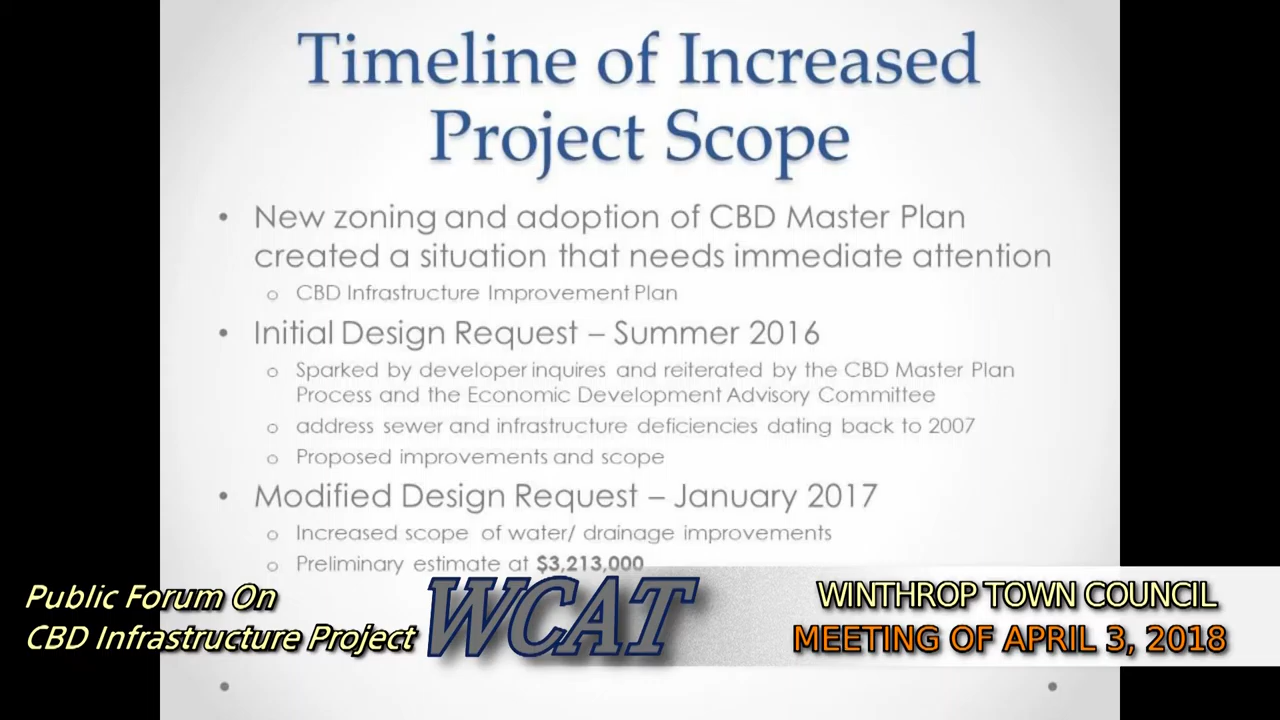 Timeline of Increased
Project Scope
• New zoning and adoption of CBD Master Plan
created a situation that needs immediate attention
o CBD Infrastructure Improvement Plan
• Initial Design Request – Summer 2016
o Sparked by developer inquires and reiterated by the CBD Master Plan
Process and the Economic Development Advisory Committee
o address sewer and infrastructure deficiencies dating back to 2007
o Proposed improvements and scope
• Modified Design Request – January 2017
o Increased scope of water/ drainage improvements
o Preliminary estimate at $3,213,000
Public Forum On
CBD Infrastructure Project
WCAT
WINTHROP TOWN COUNCIL
MEETING OF APRIL 3, 2018